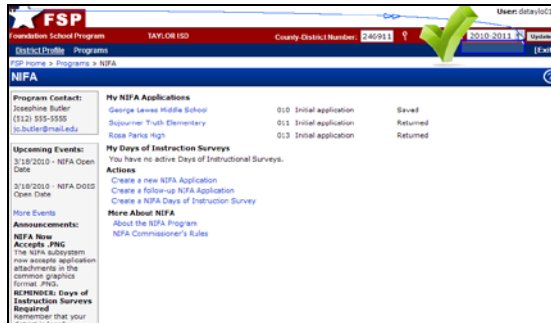 FSP
User: dataylo01
Foundation School Program TAYLOR ISD County-District Number: 246911 2010-2011 Update
District Profile Programs [Exit
FSP Home > Programs > NIFA
NIFA
Program Contact:
Josephine Butler
(512) 555-5555
jo.butler@mail.edu
Upcoming Events:
3/18/2010 - NIFA Open
Date
3/18/2010 - NIFA DOIS
Open Date
More Events
Announcements:
NIFA Now
Accepts .PNG
The NIFA subsystem
now accepts application
attachments in the
common graphics
format .PNG.
REMINDER: Days of
Instruction Surveys
Required
Remember that your
My NIFA Applications
George Lewes Middle School 010 Initial application Saved
Sojourner Truth Elementary 011 Initial application Returned
Rosa Parks High 013 Initial application Returned
My Days of Instruction Surveys
You have no active Days of Instructional Surveys.
Actions
Create a new NIFA Application
Create a follow-up NIFA Application
Create a NIFA Days of Instruction Survey
More About NIFA
About the NIFA Program
NIFA Commissioner's Rules